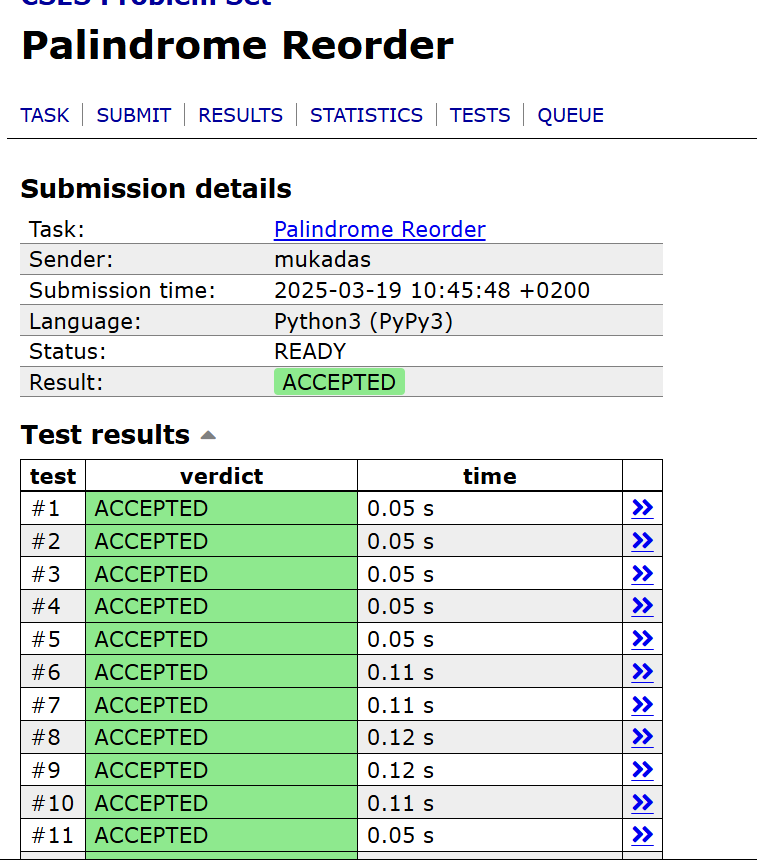 CSES Problem Set
Palindrome Reorder
TASK SUBMIT RESULTS STATISTICS TESTS QUEUE
Submission details
Task: Palindrome Reorder
Sender: mukadas
Submission time: 2025-03-19 10:45:48 +0200
Language: Python3 (PyPy3)
Status: READY
Result: ACCEPTED
Test results
test verdict time
#1 ACCEPTED 0.05 s »
#2 ACCEPTED 0.05 s »
#3 ACCEPTED 0.05 s »
#4 ACCEPTED 0.05 s »
#5 ACCEPTED 0.05 s »
#6 ACCEPTED 0.11 s »
#7 ACCEPTED 0.11 s »
#8 ACCEPTED 0.12 s »
#9 ACCEPTED 0.12 s »
#10 ACCEPTED 0.11 s »
#11 ACCEPTED 0.05 s »